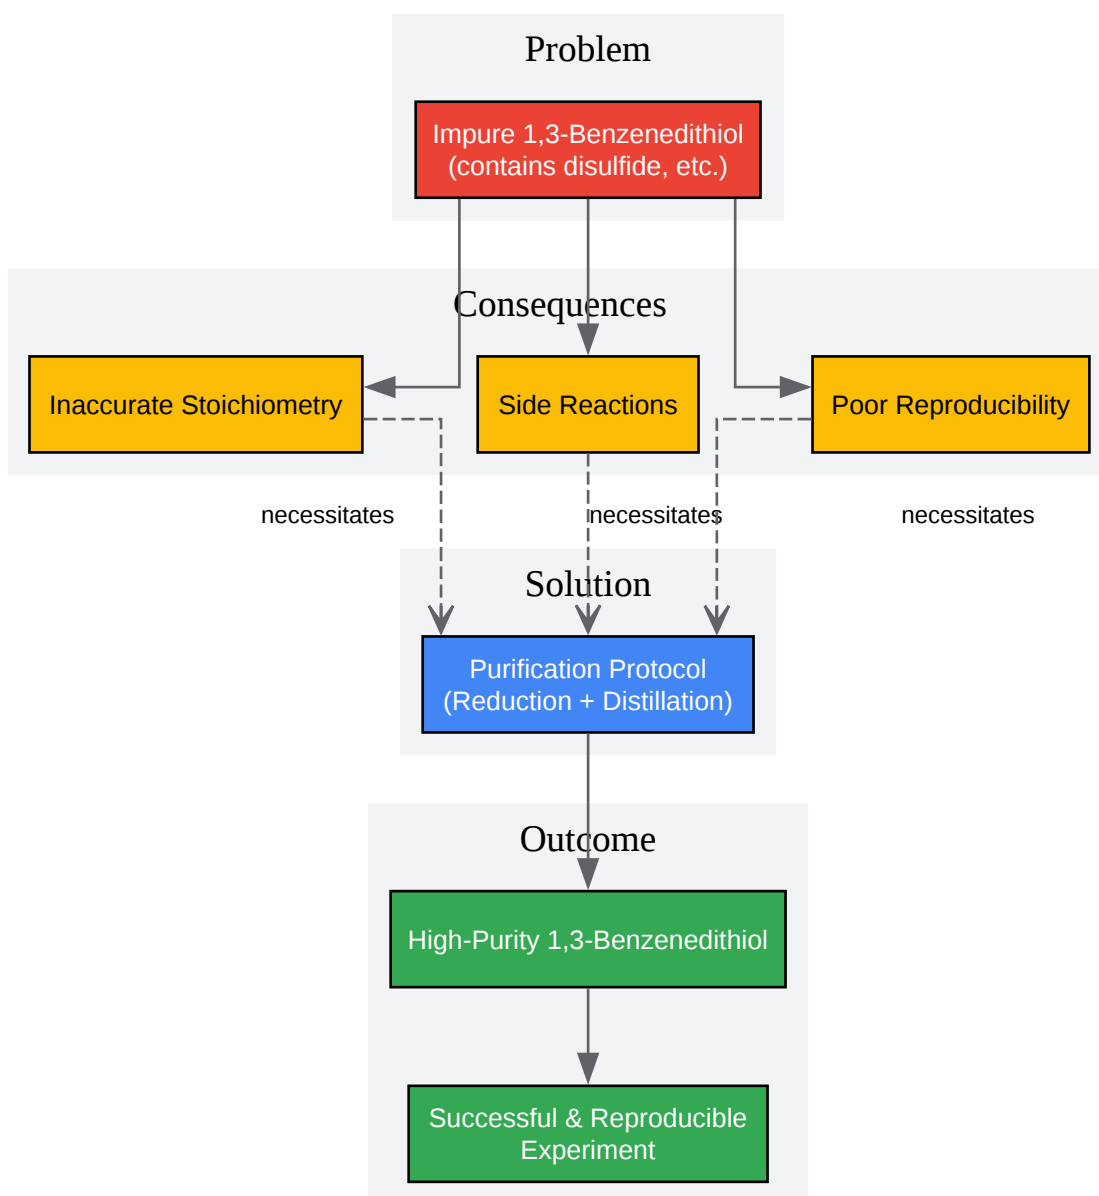 Problem
Impure 1,3-Benzenedithiol
(contains disulfide, etc.)
Consequences
Inaccurate Stoichiometry
Side Reactions
Poor Reproducibility
necessitates
necessitates
necessitates
Solution
Purification Protocol
(Reduction + Distillation)
Outcome
High-Purity 1,3-Benzenedithiol
Successful & Reproducible
Experiment